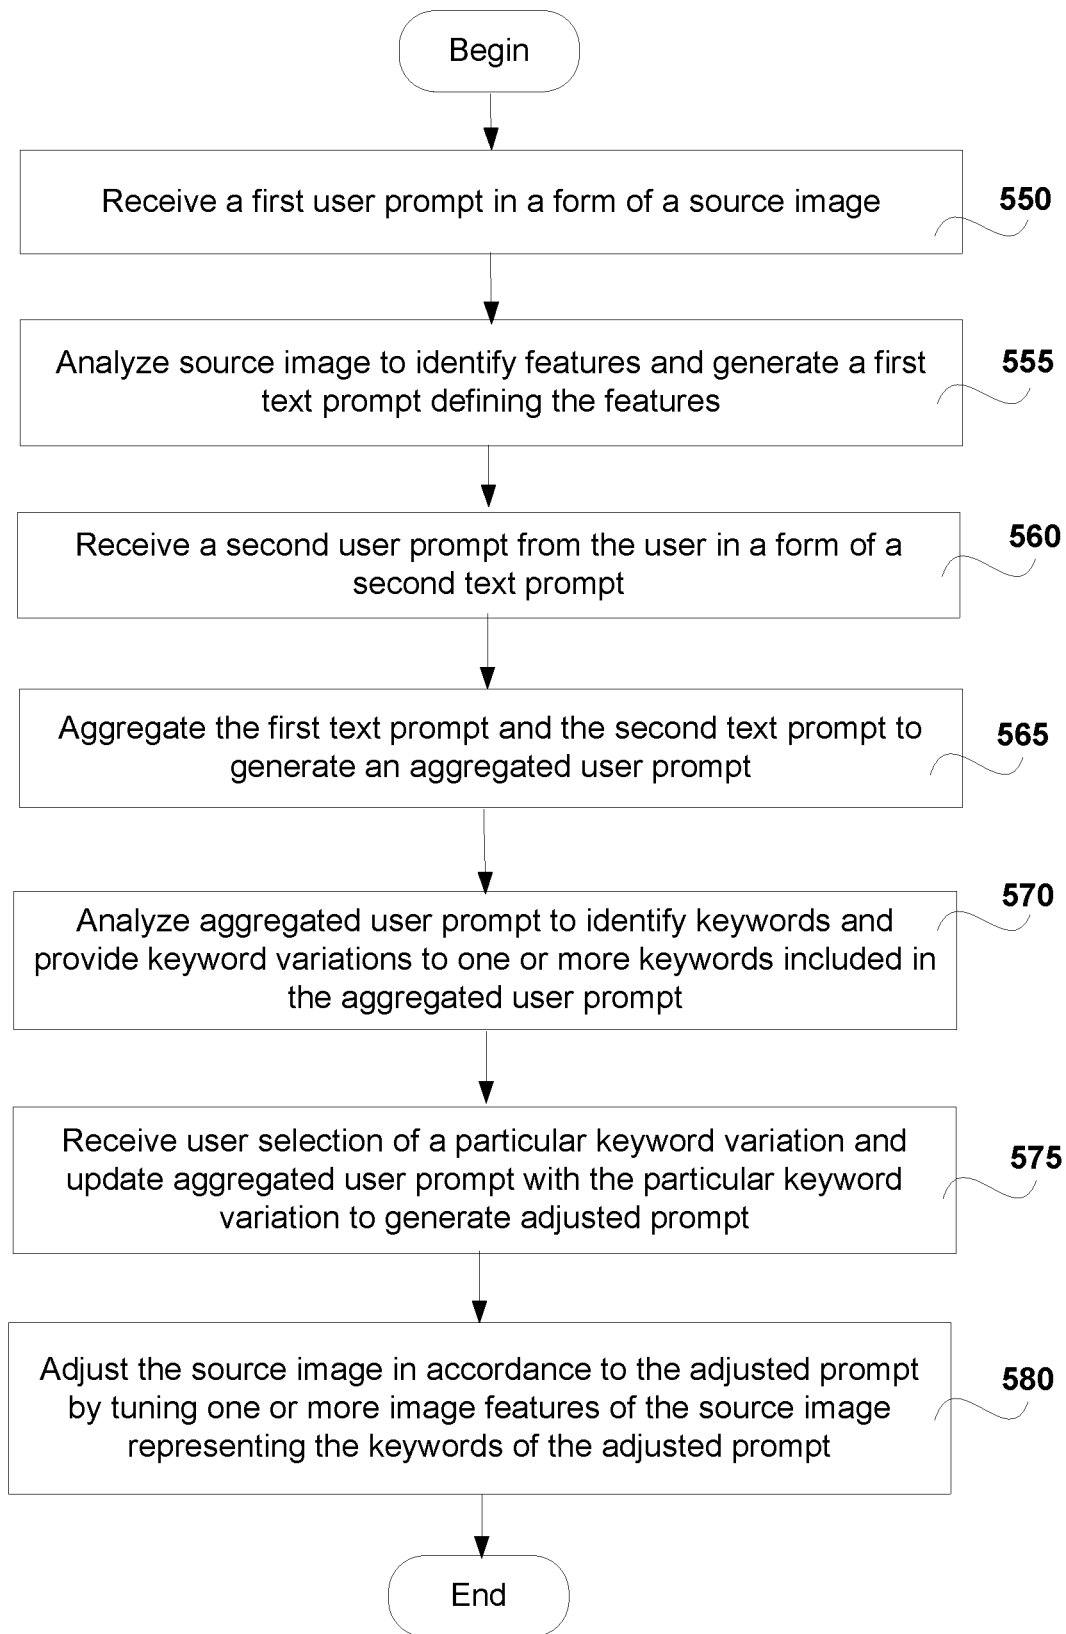 Begin
Receive a first user prompt in a form of a source image
550
Analyze source image to identify features and generate a first
text prompt defining the features
555
Receive a second user prompt from the user in a form of a
second text prompt
560
Aggregate the first text prompt and the second text prompt to
generate an aggregated user prompt
565
Analyze aggregated user prompt to identify keywords and
provide keyword variations to one or more keywords included in
the aggregated user prompt
570
Receive user selection of a particular keyword variation and
update aggregated user prompt with the particular keyword
variation to generate adjusted prompt
575
Adjust the source image in accordance to the adjusted prompt
by tuning one or more image features of the source image
representing the keywords of the adjusted prompt
580
End